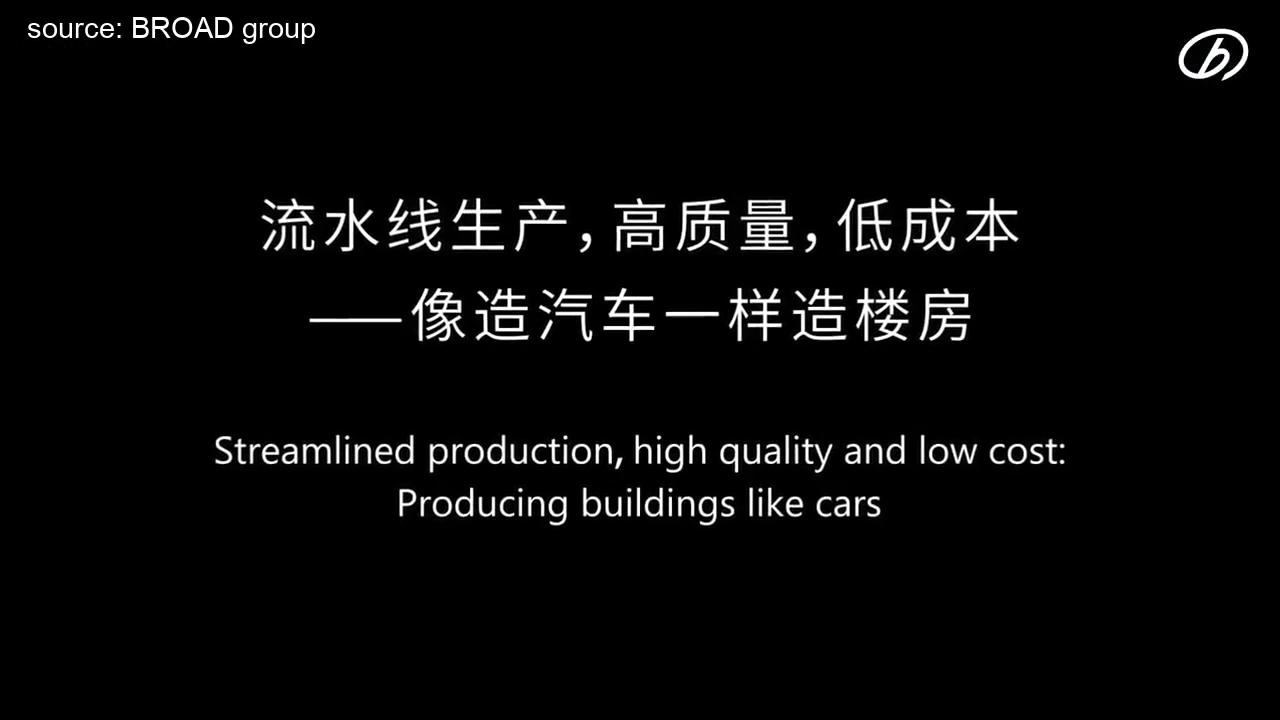 source: BROAD group
流水线生产，高质量，低成本
——像造汽车一样造楼房
Streamlined production, high quality and low cost:
Producing buildings like cars